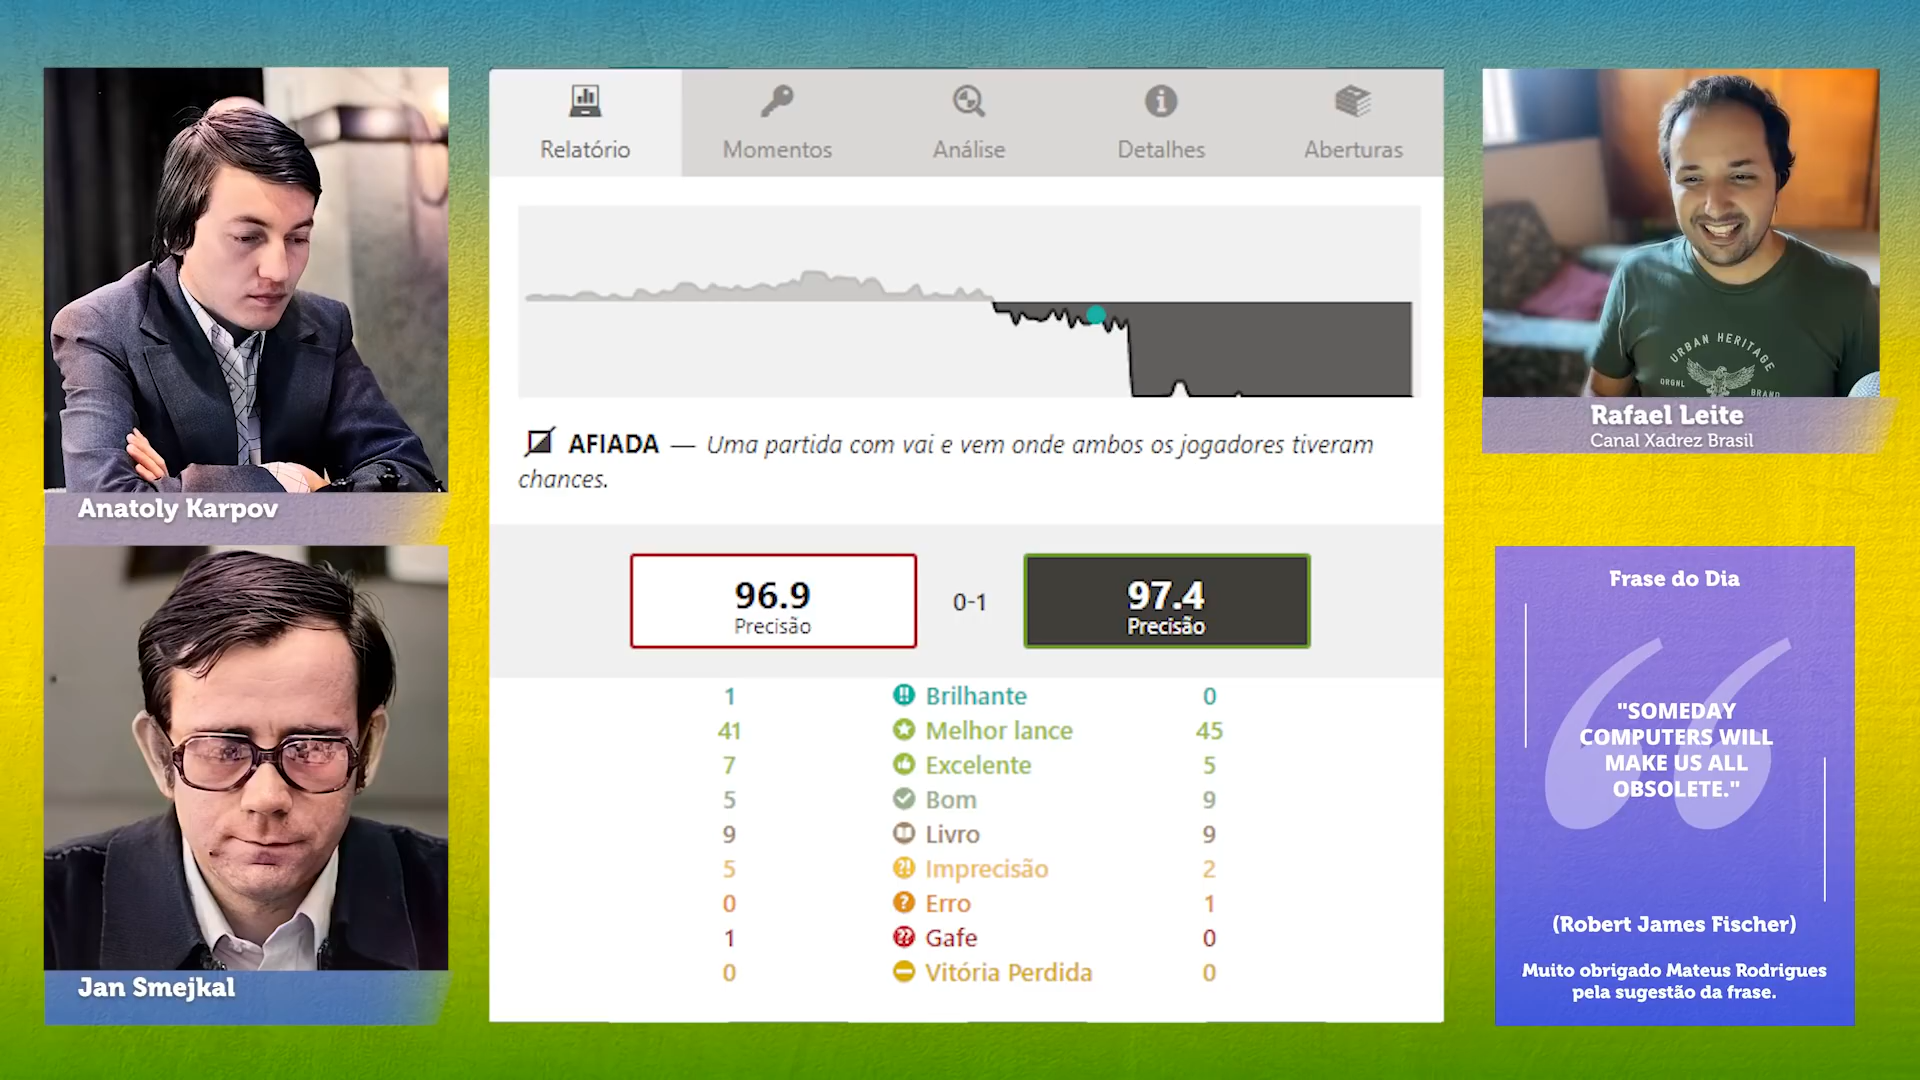 Anatoly Karpov
Jan Smejkal
Relatório
Momentos
Análise
Detalhes
Aberturas
AFIADA — Uma partida com vai e vem onde ambos os jogadores tiveram
chances.
96.9
Precisão
0-1
97.4
Precisão
1 !! Brilhante 0
41 Melhor lance 45
7 Excelente 5
5 Bom 9
9 Livro 9
5 ?! Imprecisão 2
0 ? Erro 1
1 ?? Gafe 0
0 Vitória Perdida 0
URBAN HERITAGE
ORGNL BRAND
Rafael Leite
Canal Xadrez Brasil
Frase do Dia
"SOMEDAY
COMPUTERS WILL
MAKE US ALL
OBSOLETE."
(Robert James Fischer)
Muito obrigado Mateus Rodrigues
pela sugestão da frase.